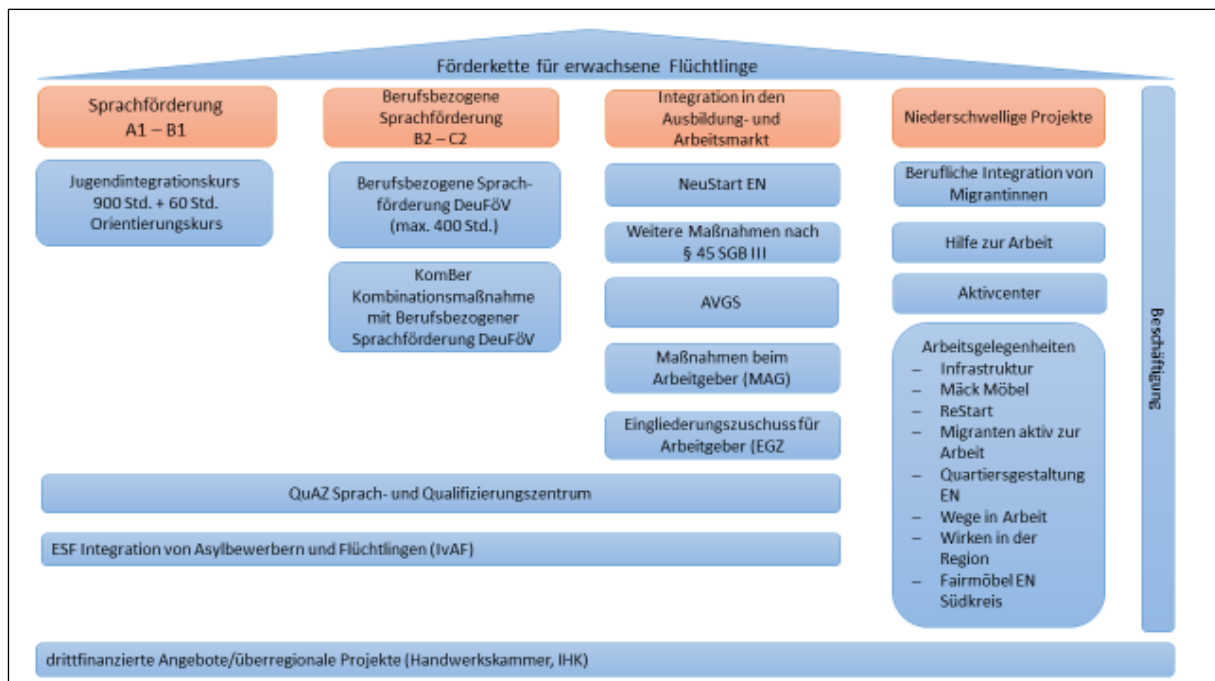 Förderkette für erwachsene Flüchtlinge
Sprachförderung
A1 – B1
Jugendintegrationskurs
900 Std. + 60 Std.
Orientierungskurs
Berufsbezogene
Sprachförderung
B2 – C2
Berufsbezogene Sprach-
förderung DeuFöV
(max. 400 Std.)
KomBer
Kombinationsmaßnahme
mit Berufsbezogener
Sprachförderung DeuFöV
Integration in den
Ausbildung- und
Arbeitsmarkt
NeuStart EN
Weitere Maßnahmen nach
§ 45 SGB III
AVGS
Maßnahmen beim
Arbeitgeber (MAG)
Eingliederungszuschuss für
Arbeitgeber (EGZ
Niederschwellige Projekte
Berufliche Integration von
Migrantinnen
Hilfe zur Arbeit
Aktivcenter
Arbeitsgelegenheiten
– Infrastruktur
– Mäck Möbel
– ReStart
– Migranten aktiv zur
Arbeit
– Quartiersgestaltung
EN
– Wege in Arbeit
– Wirken in der
Region
– Fairmöbel EN
Südkreis
Beschäftigung
QuAZ Sprach- und Qualifizierungszentrum
ESF Integration von Asylbewerbern und Flüchtlingen (IvAF)
drittfinanzierte Angebote/überregionale Projekte (Handwerkskammer, IHK)